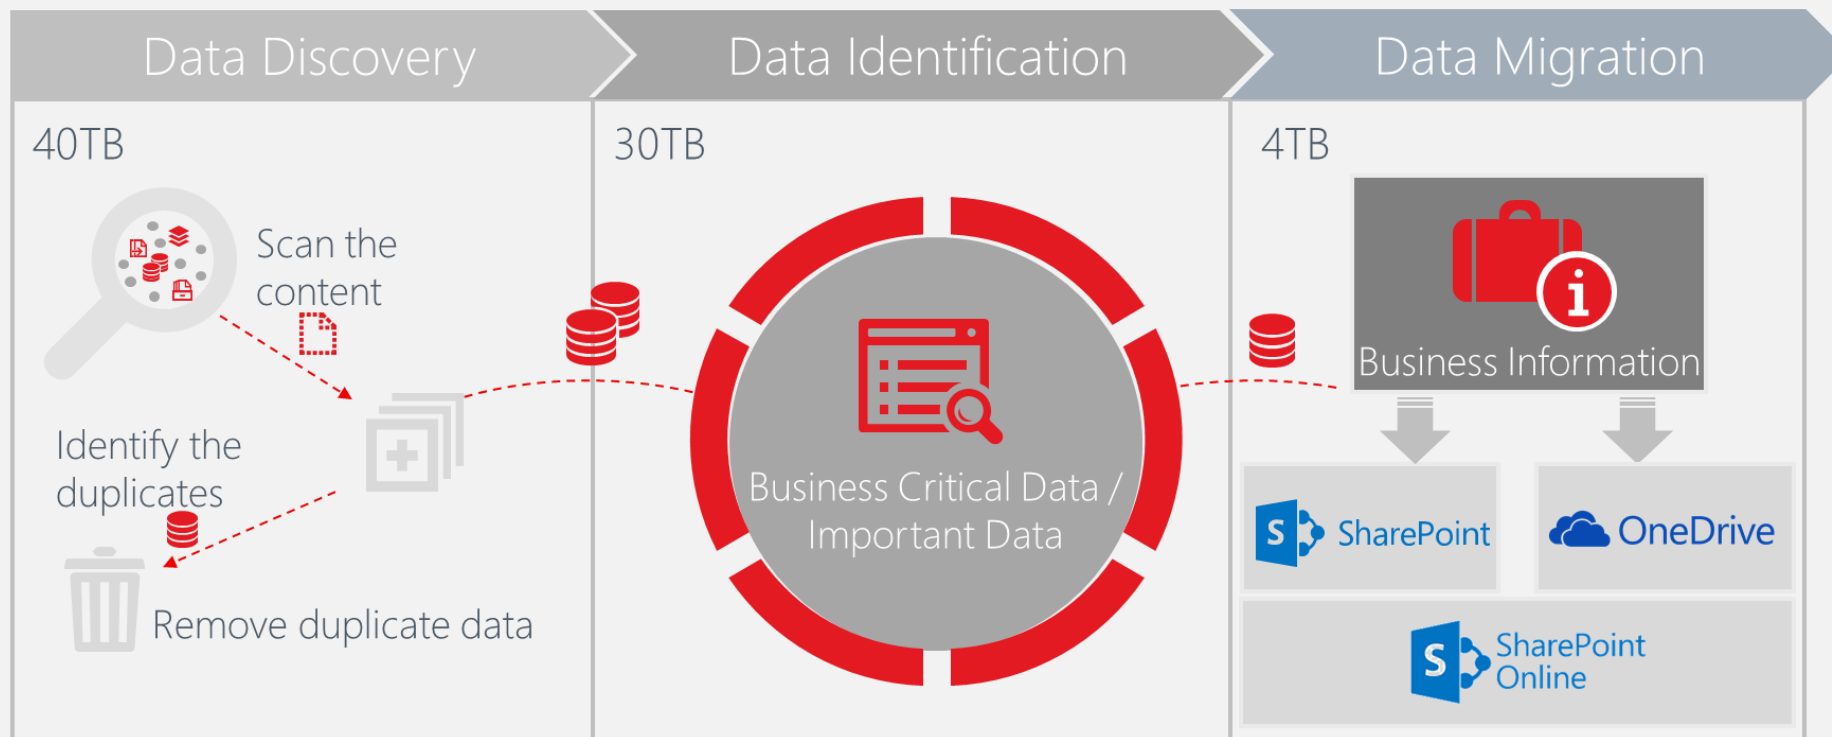 Data Discovery
Data Identification
Data Migration
40TB
30TB
4TB
Scan the
content
Identify the
duplicates
Remove duplicate data
Business Critical Data /
Important Data
Business Information
S SharePoint
OneDrive
S SharePoint
Online